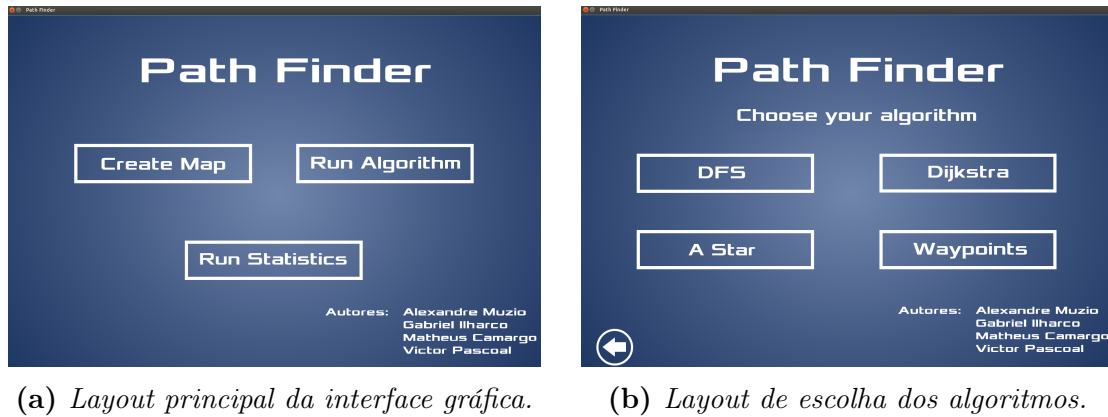 Path Finder
Path Finder
Create Map
Run Algorithm
Run Statistics
Autores: Alexandre Muzio
Gabriel Ilharco
Matheus Camargo
Victor Pascoal
(a) Layout principal da interface gráfica.
Path Finder
Path Finder
Choose your algorithm
DFS
Dijkstra
A Star
Waypoints
Autores: Alexandre Muzio
Gabriel Ilharco
Matheus Camargo
Victor Pascoal
(b) Layout de escolha dos algoritmos.